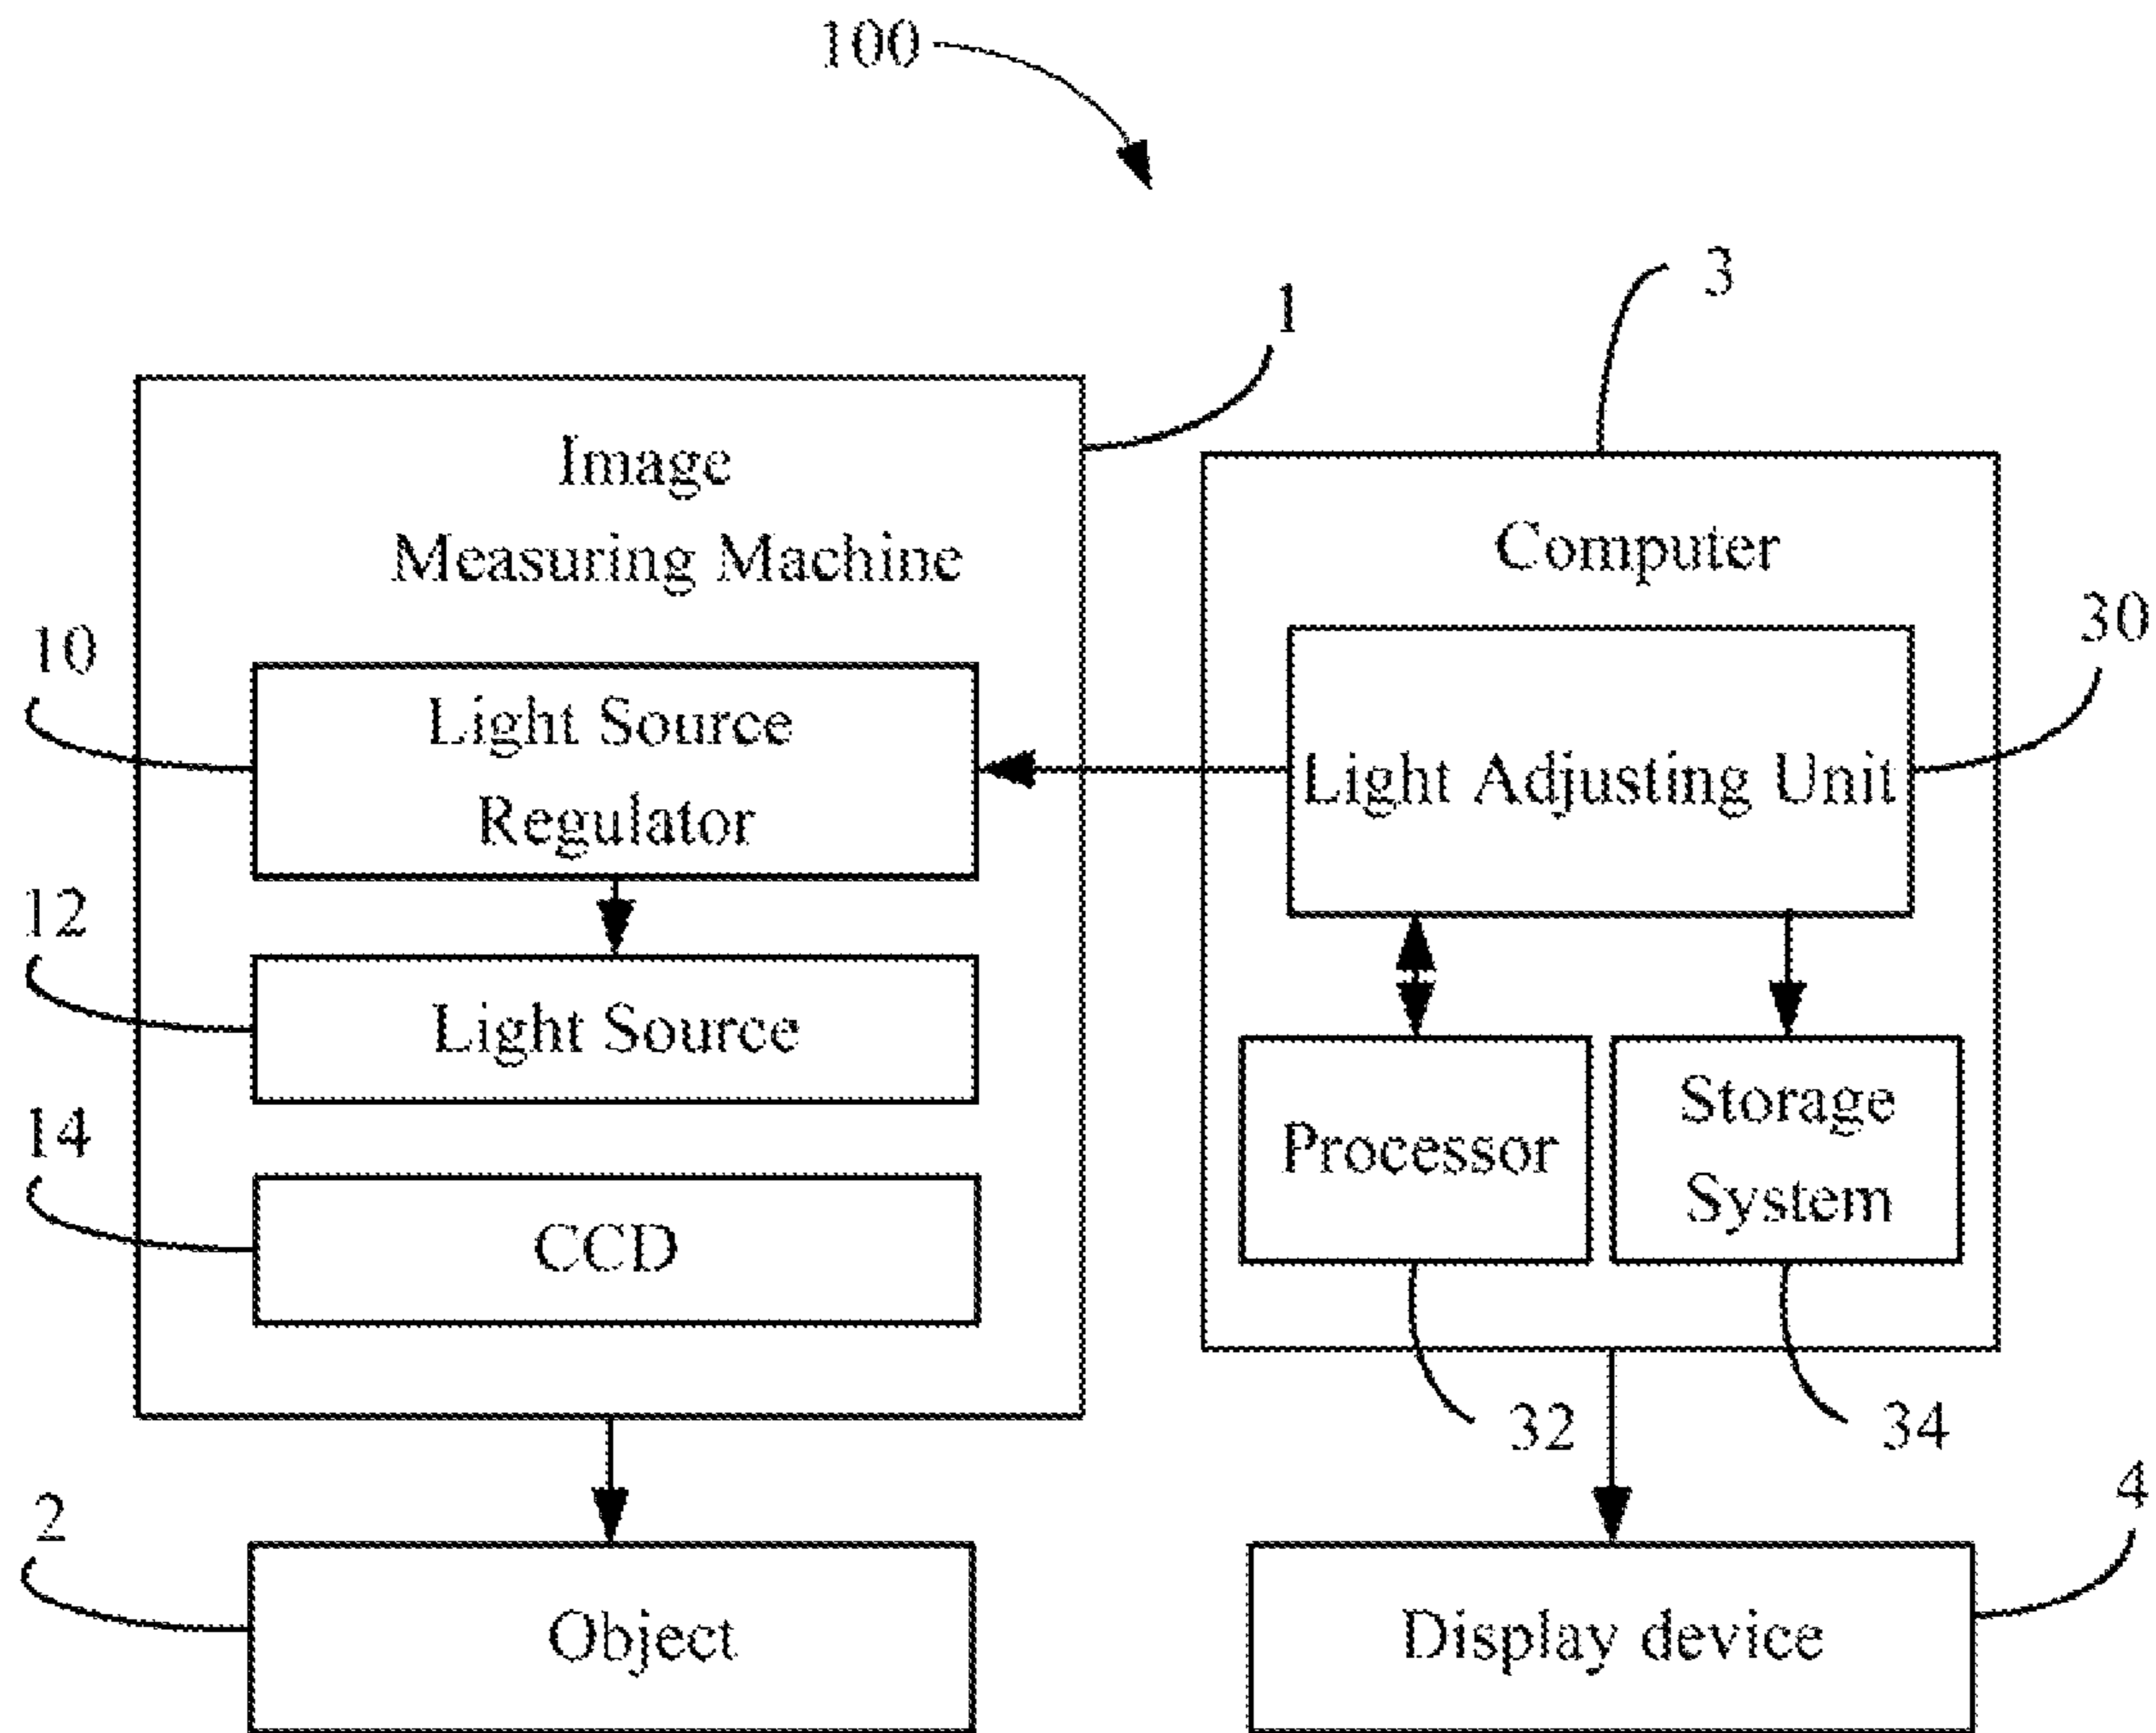 100
3
1
Image
Measuring Machine
Computer
30
10
Light Source
Regulator
Light Adjusting Unit
12
Light Source
14
CCD
Processor
Storage
System
32
34
2
Object
4
Display device